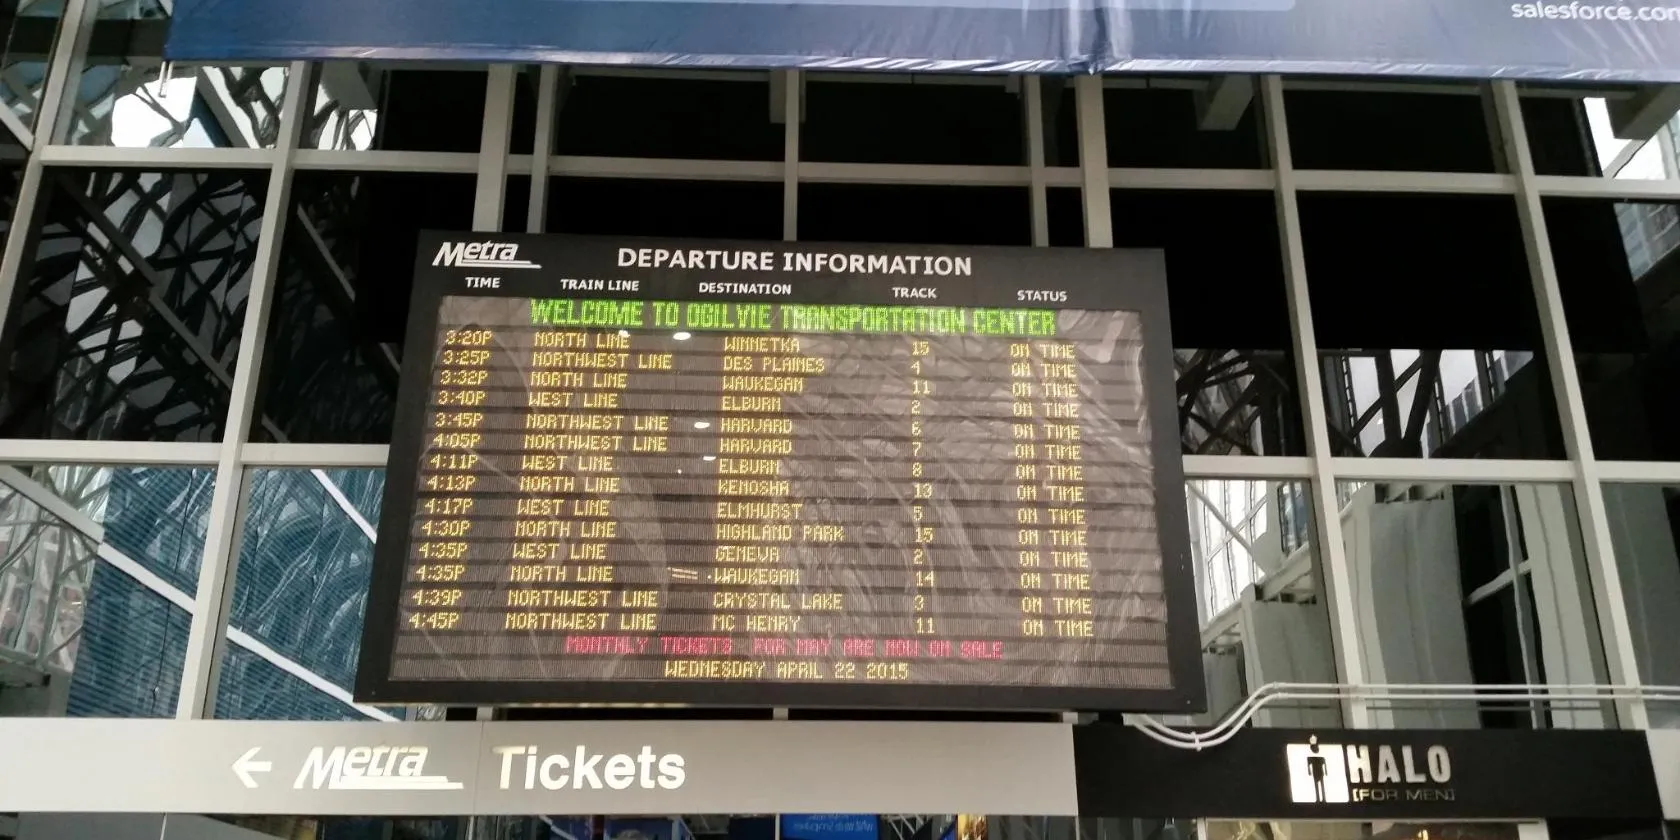 salesforce.com
Metra DEPARTURE INFORMATION
TIME TRAIN LINE DESTINATION TRACK STATUS
WELCOME TO OGILVIE TRANSPORTATION CENTER
3:20P NORTH LINE WINNETKA 15 ON TIME
3:25P NORTHWEST LINE DES PLAINES 4 ON TIME
3:32P NORTH LINE WAUKEGAN 11 ON TIME
3:40P WEST LINE ELBURN 2 ON TIME
3:45P NORTHWEST LINE HARVARD 6 ON TIME
4:05P NORTHWEST LINE HARVARD 7 ON TIME
4:11P WEST LINE ELBURN 8 ON TIME
4:13P NORTH LINE KENOSHA 13 ON TIME
4:17P WEST LINE ELMHURST 5 ON TIME
4:30P NORTH LINE HIGHLAND PARK 15 ON TIME
4:35P WEST LINE GENEVA 2 ON TIME
4:35P NORTH LINE WAUKEGAN 14 ON TIME
4:39P NORTHWEST LINE CRYSTAL LAKE 3 ON TIME
4:45P NORTHWEST LINE MC HENRY 11 ON TIME
MONTHLY TICKETS FOR MAY ARE NOW ON SALE
WEDNESDAY APRIL 22 2015
← Metra Tickets
HALO
[FOR MEN]